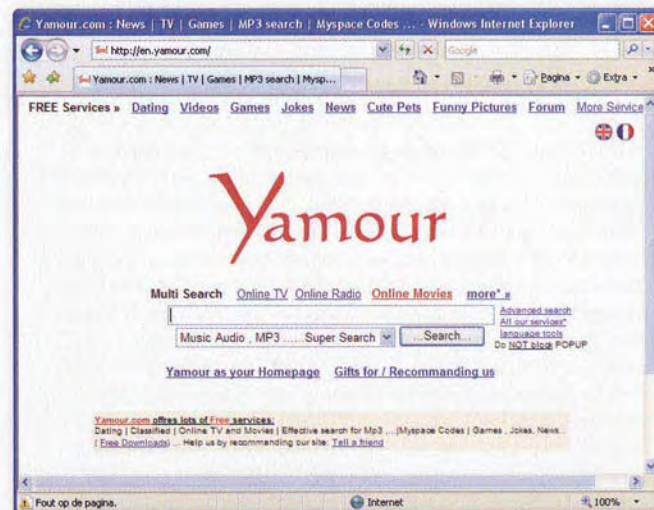 Yamour.com : News | TV | Games | MP3 search | Myspace Codes ... - Windows Internet Explorer
http://en.yamour.com/
Google
Yamour.com : News | TV | Games | MP3 search | Mysp...
Pagina
Extra
FREE Services » Dating Videos Games Jokes News Cute Pets Funny Pictures Forum More Service
Yamour
Multi Search Online TV Online Radio Online Movies more* »
Advanced search
All our services*
language tools
Music Audio , MP3 ......Super Search
...Search...
Do NOT block POPUP
Yamour as your Homepage Gifts for / Recommanding us
Yamour.com offres lots of Free services:
Dating | Classified | Online TV and Movies | Effective search for Mp3 ... |Myspace Codes | Games , Jokes, News...
( Free Downloads) ... Help us by recommanding our site: Tell a friend
Fout op de pagina.
Internet
100%